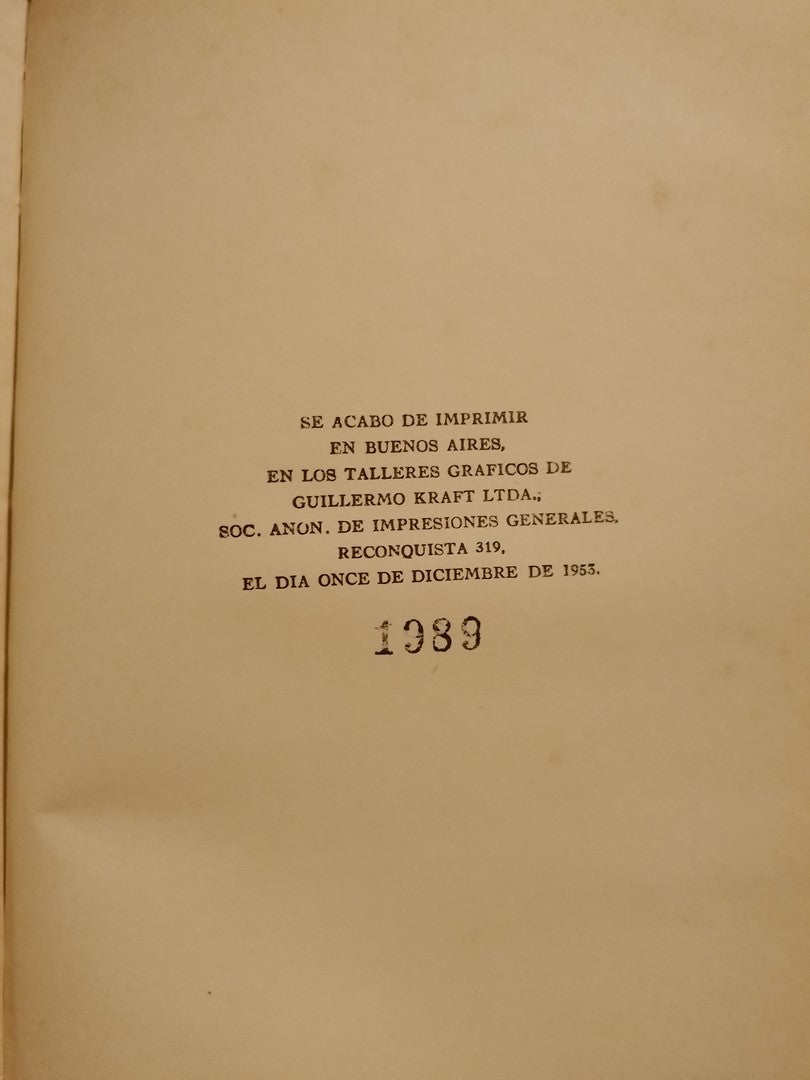 SE ACABO DE IMPRIMIR
EN BUENOS AIRES,
EN LOS TALLERES GRAFICOS DE
GUILLERMO KRAFT LTDA.;
SOC. ANON. DE IMPRESIONES GENERALES,
RECONQUISTA 319,
EL DIA ONCE DE DICIEMBRE DE 1953.
1989